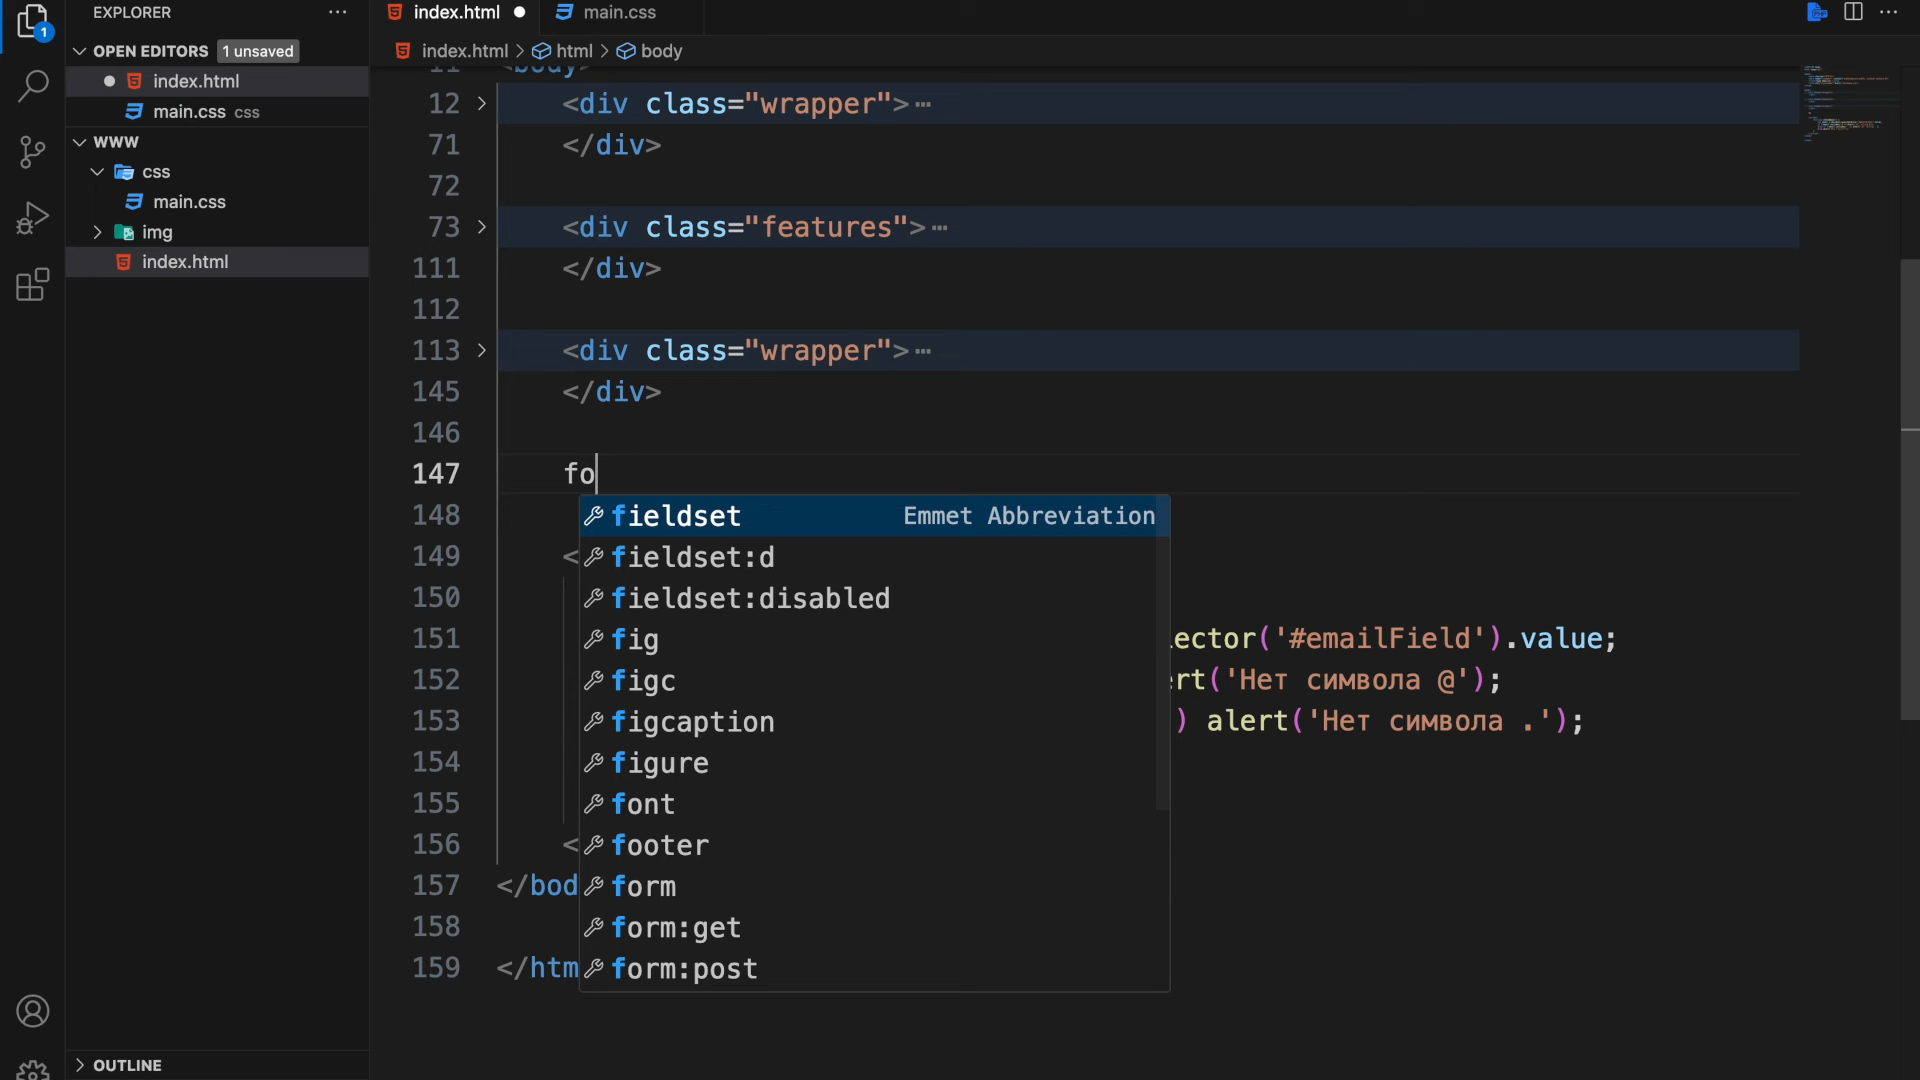 EXPLORER
index.html
main.css
1
OPEN EDITORS
1 unsaved
index.html > html > body
index.html
main.css css
WWW
css
main.css
img
index.html
OUTLINE
11 <body>
12 <div class="wrapper">
71 </div>
72
73 <div class="features">
111 </div>
112
113 <div class="wrapper">
145 </div>
146
147 fo
148
149 <
150
151 ector('#emailField').value;
152 rt('Нет символа @');
153 ) alert('Нет символа .');
154
155
156 <
157 </bod
158
159 </htm
fieldset Emmet Abbreviation
fieldset:d
fieldset:disabled
fig
figc
figcaption
figure
font
footer
form
form:get
form:post